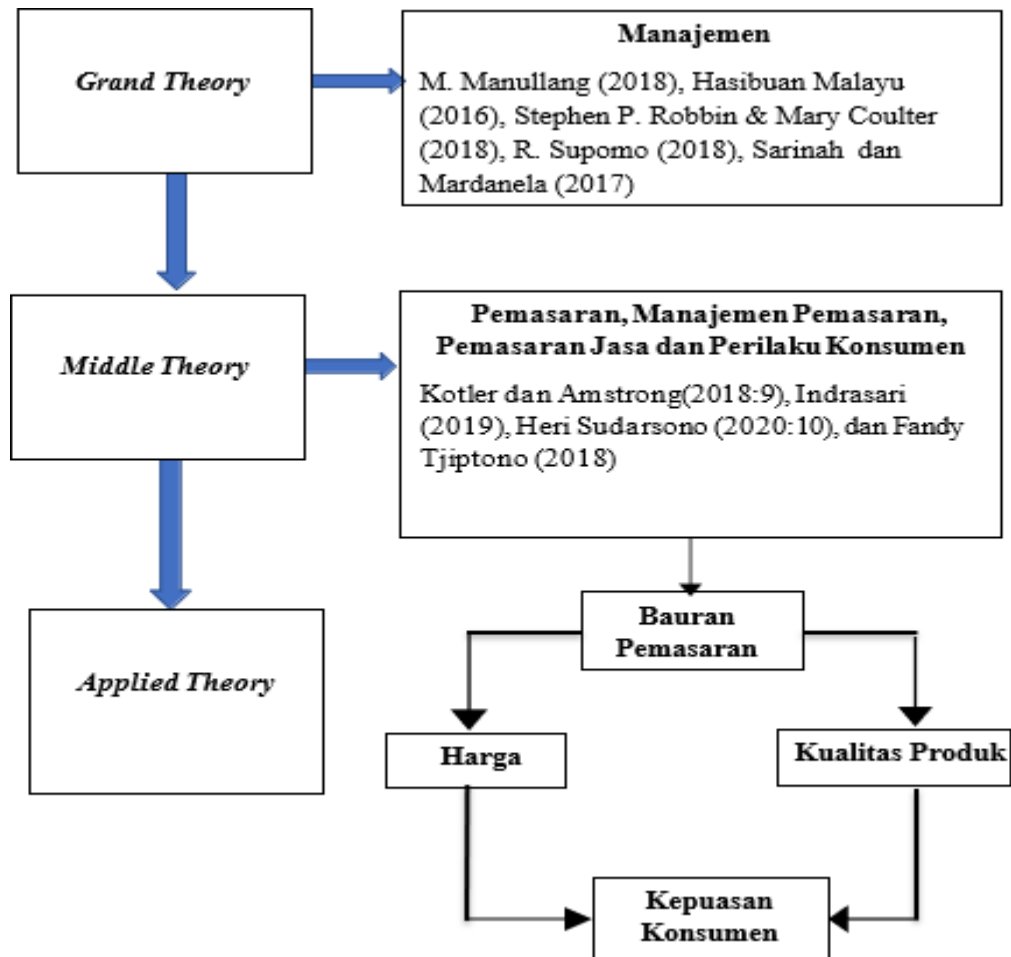 Grand Theory
Manajemen
M. Manullang (2018), Hasibuan Malayu
(2016), Stephen P. Robbin & Mary Coulter
(2018), R. Supomo (2018), Sarinah dan
Mardanela (2017)
Middle Theory
Pemasaran, Manajemen Pemasaran,
Pemasaran Jasa dan Perilaku Konsumen
Kotler dan Amstrong(2018:9), Indrasari
(2019), Heri Sudarsono (2020:10), dan Fandy
Tjiptono (2018)
Applied Theory
Bauran
Pemasaran
Harga
Kualitas Produk
Kepuasan
Konsumen